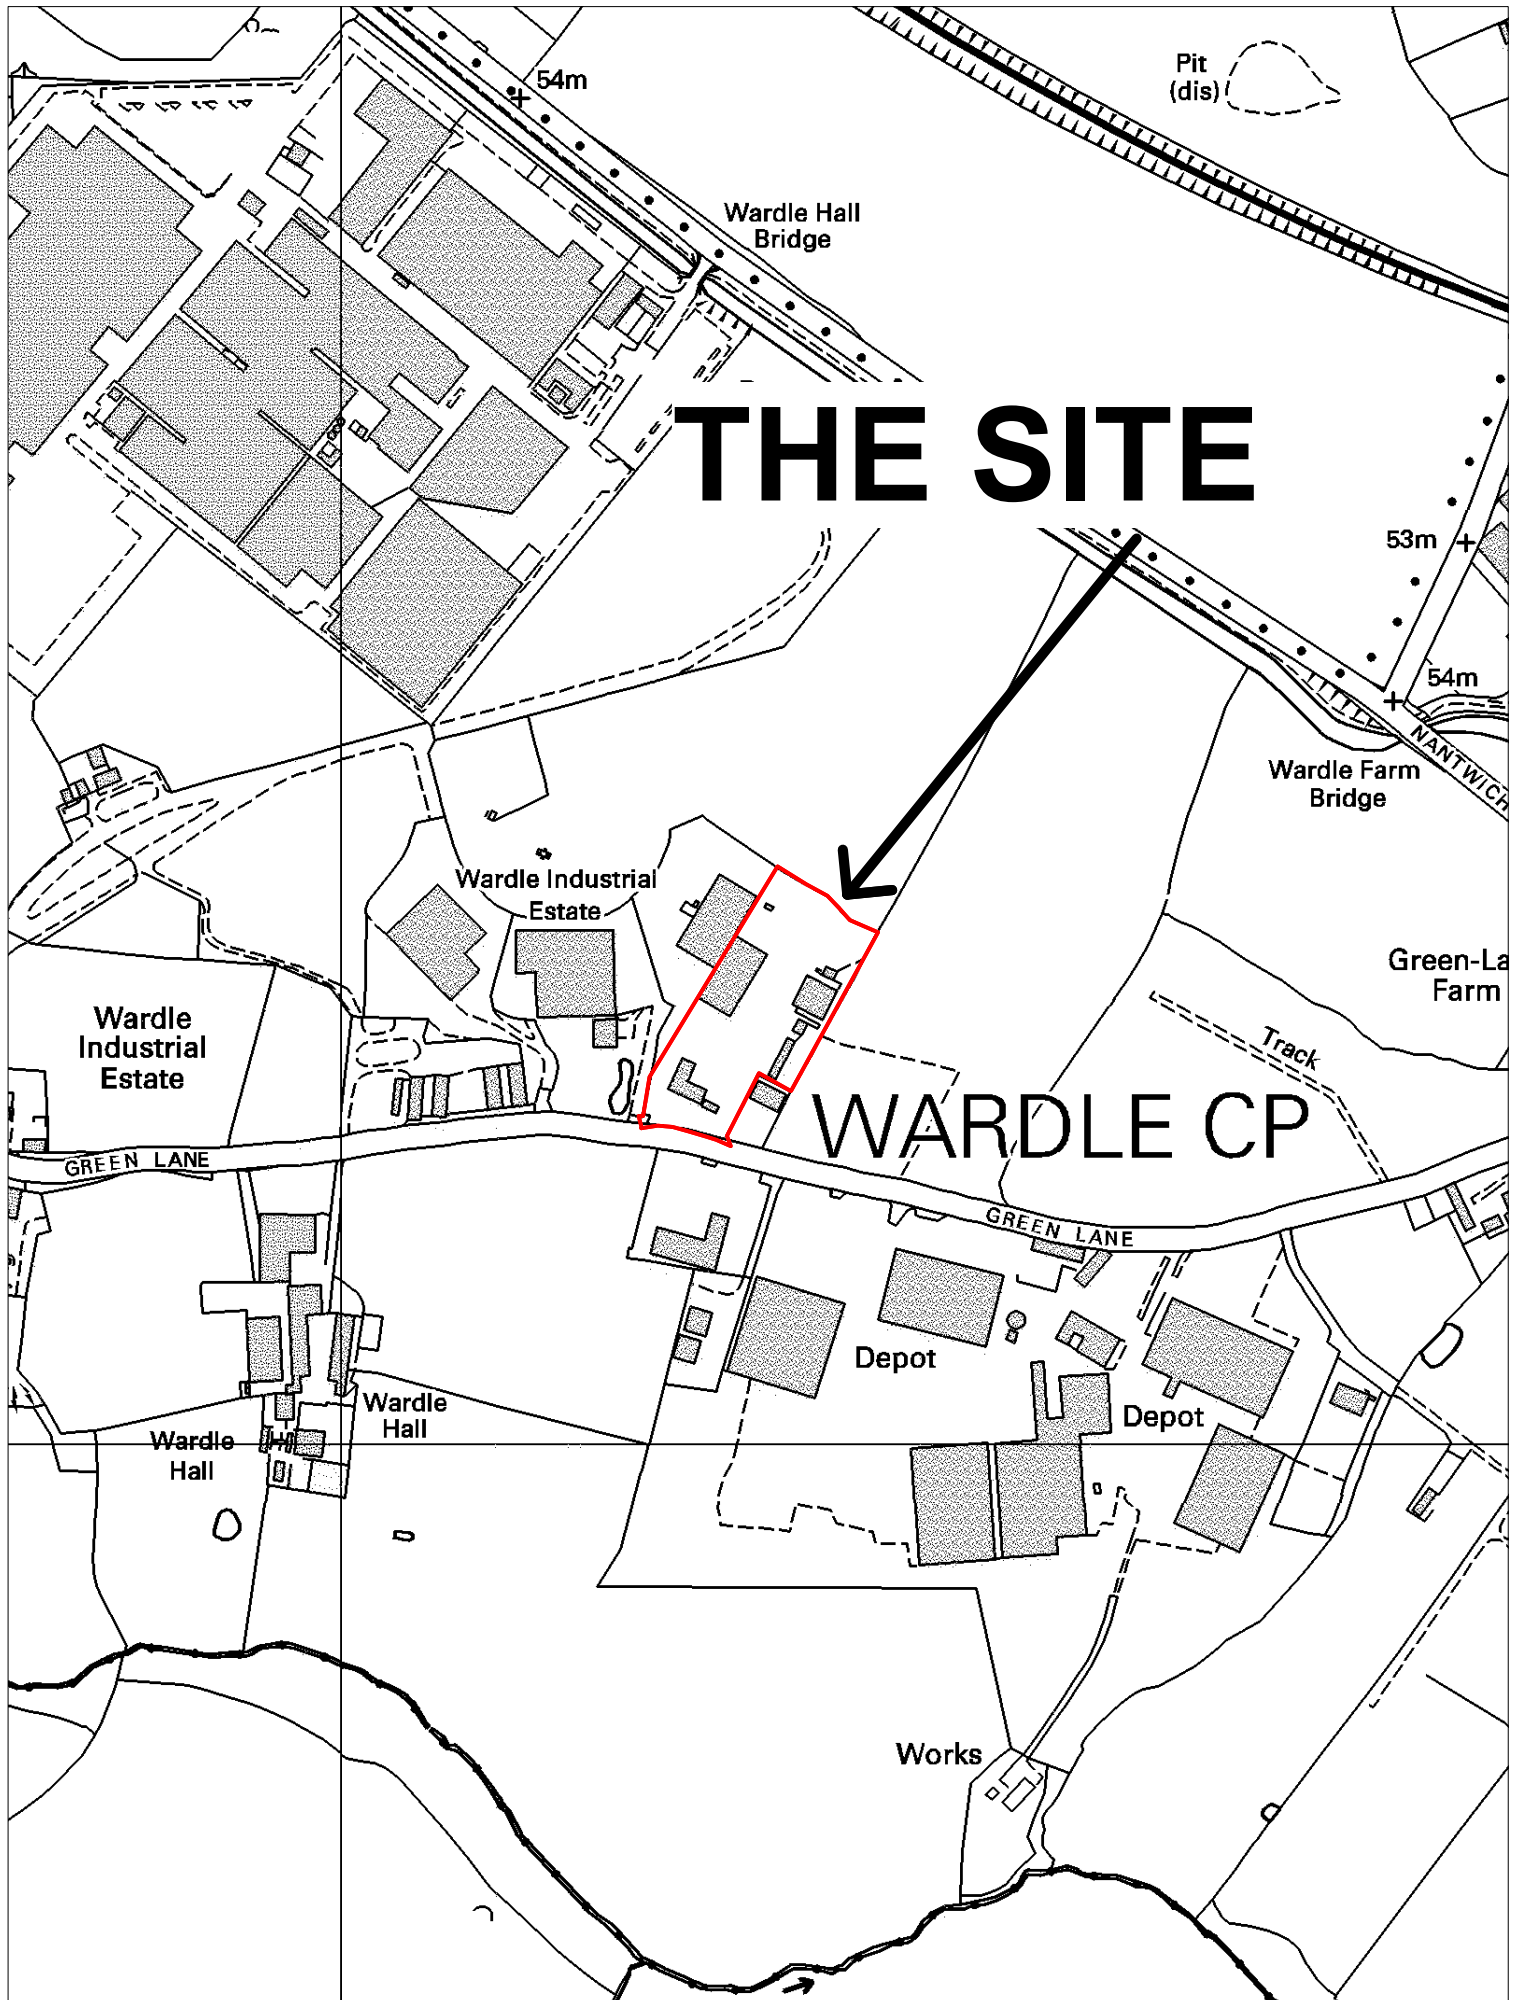 54m
Pit
(dis)
Wardle Hall
Bridge
THE SITE
53m
54m
NANTWICH
Wardle Farm
Bridge
Wardle Industrial
Estate
Green-La
Farm
Wardle
Industrial
Estate
Track
WARDLE CP
GREEN LANE
GREEN LANE
Depot
Wardle
Hall
Depot
Wardle
Hall
Works